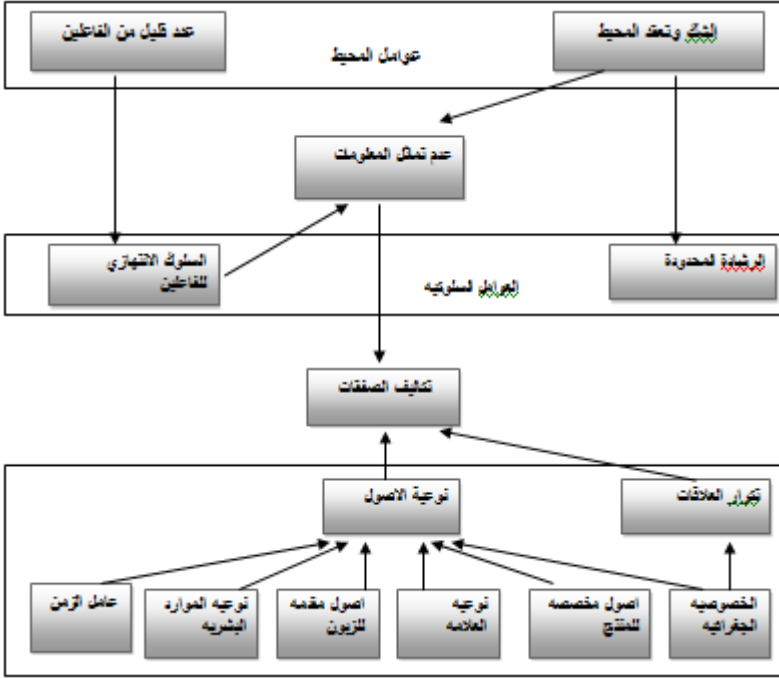 عدد قليل من الفاعلين
الشك وتعقد المحيط
عوامل المحيط
عدم تماثل المعلومات
السلوك الانتهازي
للفاعلين
الرشادة المحدودة
العوامل السلوكيه
تكاليف الصفقات
نوعية الاصول
تكرار العلاقات
الخصوصيه
الجغرافيه
اصول مخصصه
للمنتج
نوعيه
العلامه
اصول مقدمه
للزبون
نوعيه الموارد
البشريه
عامل الزمن